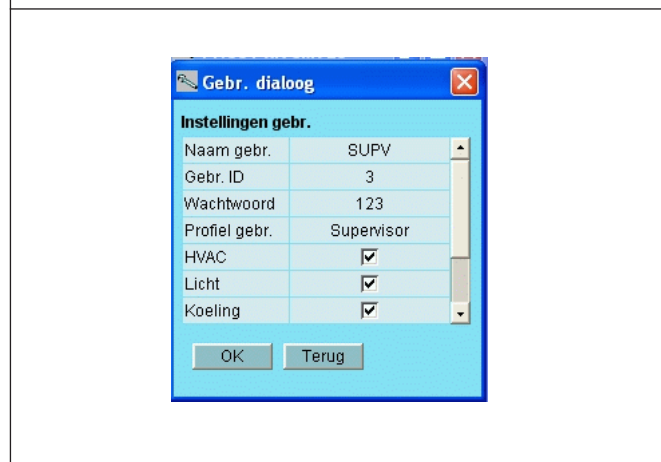 Gebr. dialoog
Instellingen gebr.
Naam gebr. SUPV
Gebr. ID 3
Wachtwoord 123
Profiel gebr. Supervisor
HVAC
Licht
Koeling
OK Terug